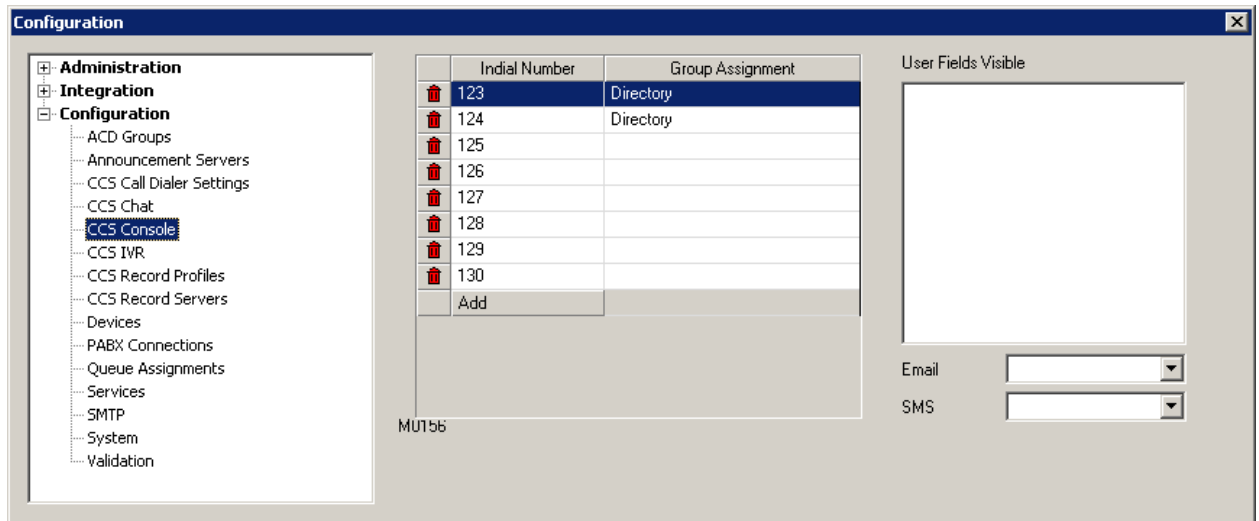 Configuration
Administration
Integration
Configuration
ACD Groups
Announcement Servers
CCS Call Dialer Settings
CCS Chat
CCS Console
CCS IVR
CCS Record Profiles
CCS Record Servers
Devices
PABX Connections
Queue Assignments
Services
SMTP
System
Validation
Indial Number Group Assignment
123 Directory
124 Directory
125
126
127
128
129
130
Add
MU156
User Fields Visible
Email
SMS